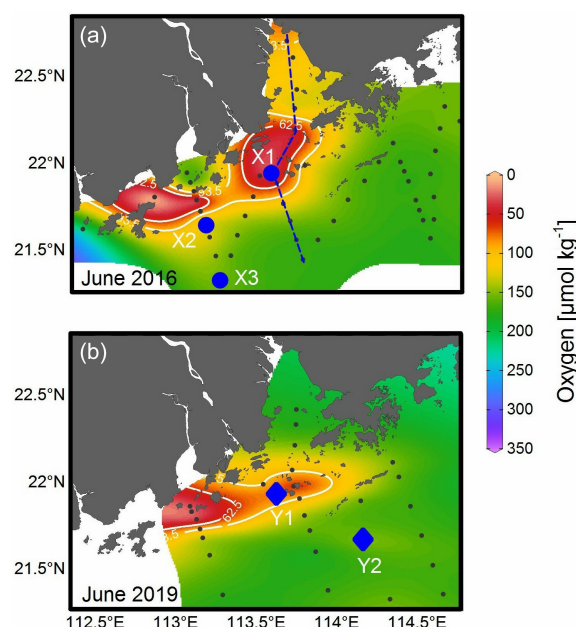 (a)
22.5°N
22°N
21.5°N
62.5
X1
93.5
X2
X3
June 2016
0
50
100
150
200
250
300
350
Oxygen [μmol kg⁻¹]
(b)
22.5°N
22°N
21.5°N
62.5
Y1
Y2
June 2019
112.5°E
113°E
113.5°E
114°E
114.5°E